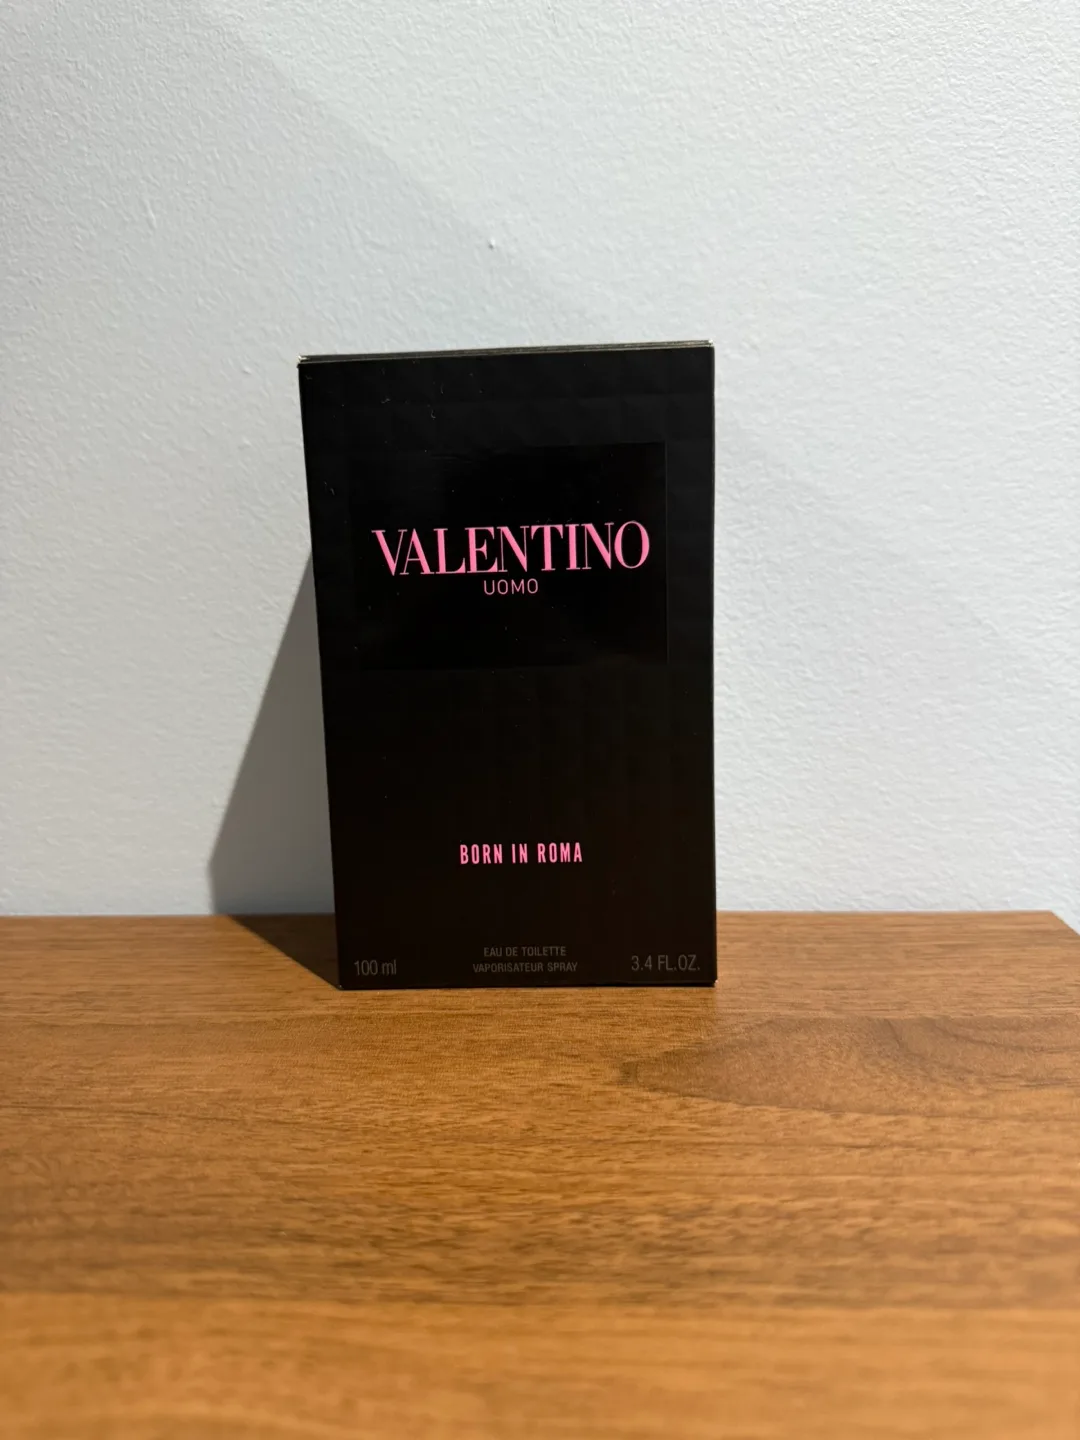 VALENTINO
UOMO
BORN IN ROMA
EAU DE TOILETTE
100 ml VAPORISATEUR SPRAY 3.4 FL.OZ.